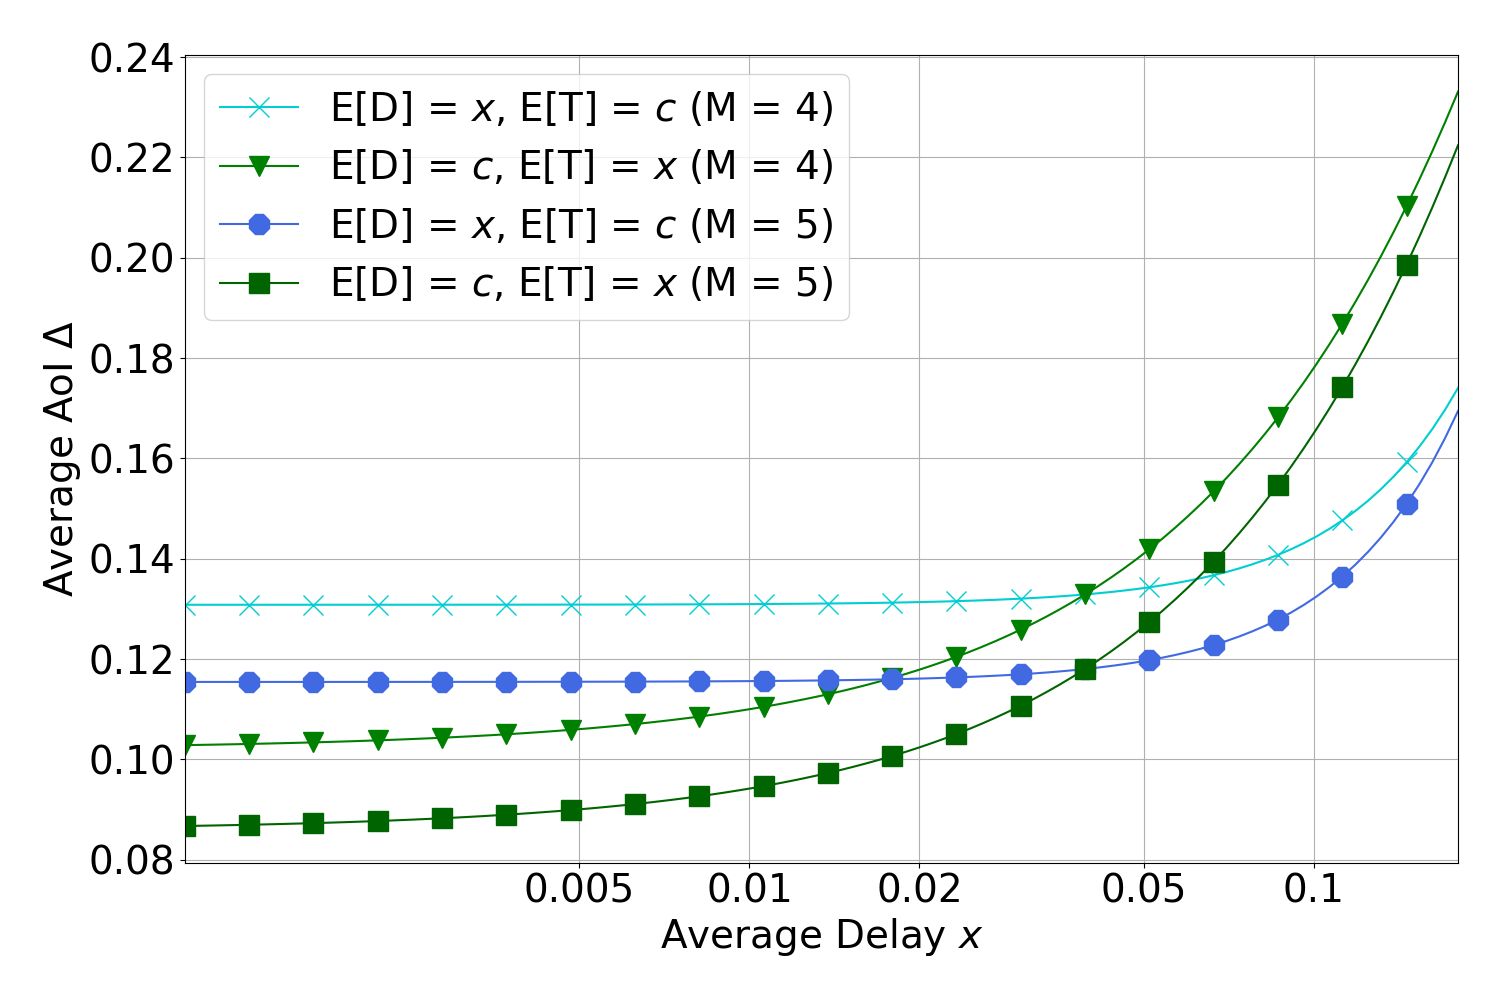 0.24
0.22
0.20
0.18
0.16
0.14
0.12
0.10
0.08
Average AoI Δ
E[D] = x, E[T] = c (M = 4)
E[D] = c, E[T] = x (M = 4)
E[D] = x, E[T] = c (M = 5)
E[D] = c, E[T] = x (M = 5)
0.005 0.01 0.02 0.05 0.1
Average Delay x